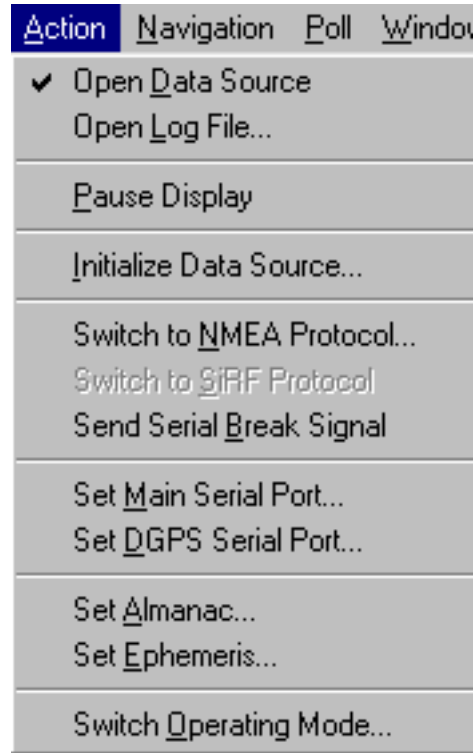 Action Navigation Poll Window
Open Data Source
Open Log File...
Pause Display
Initialize Data Source...
Switch to NMEA Protocol...
Switch to SiRF Protocol
Send Serial Break Signal
Set Main Serial Port...
Set DGPS Serial Port...
Set Almanac...
Set Ephemeris...
Switch Operating Mode...